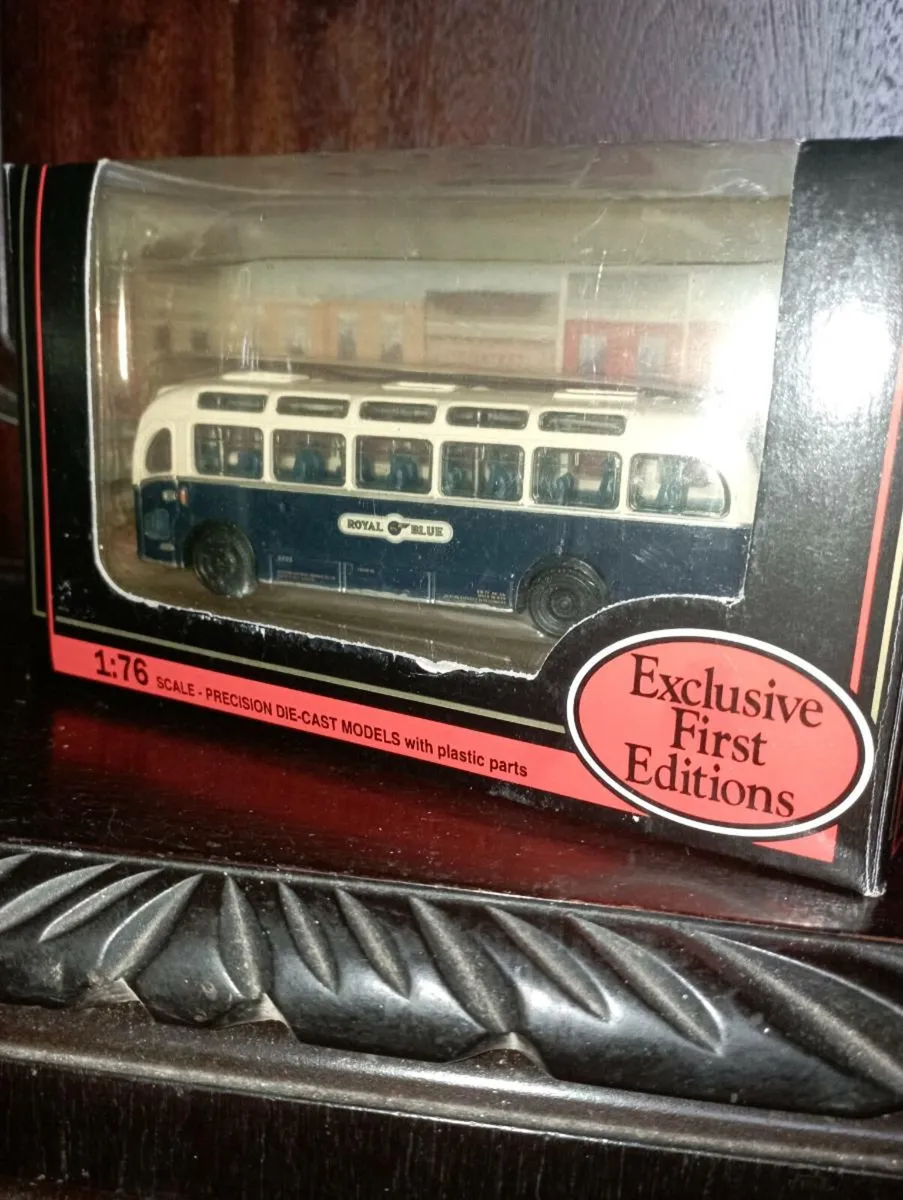 ROYAL BLUE
1:76 SCALE - PRECISION DIE-CAST MODELS with plastic parts
Exclusive
First
Editions